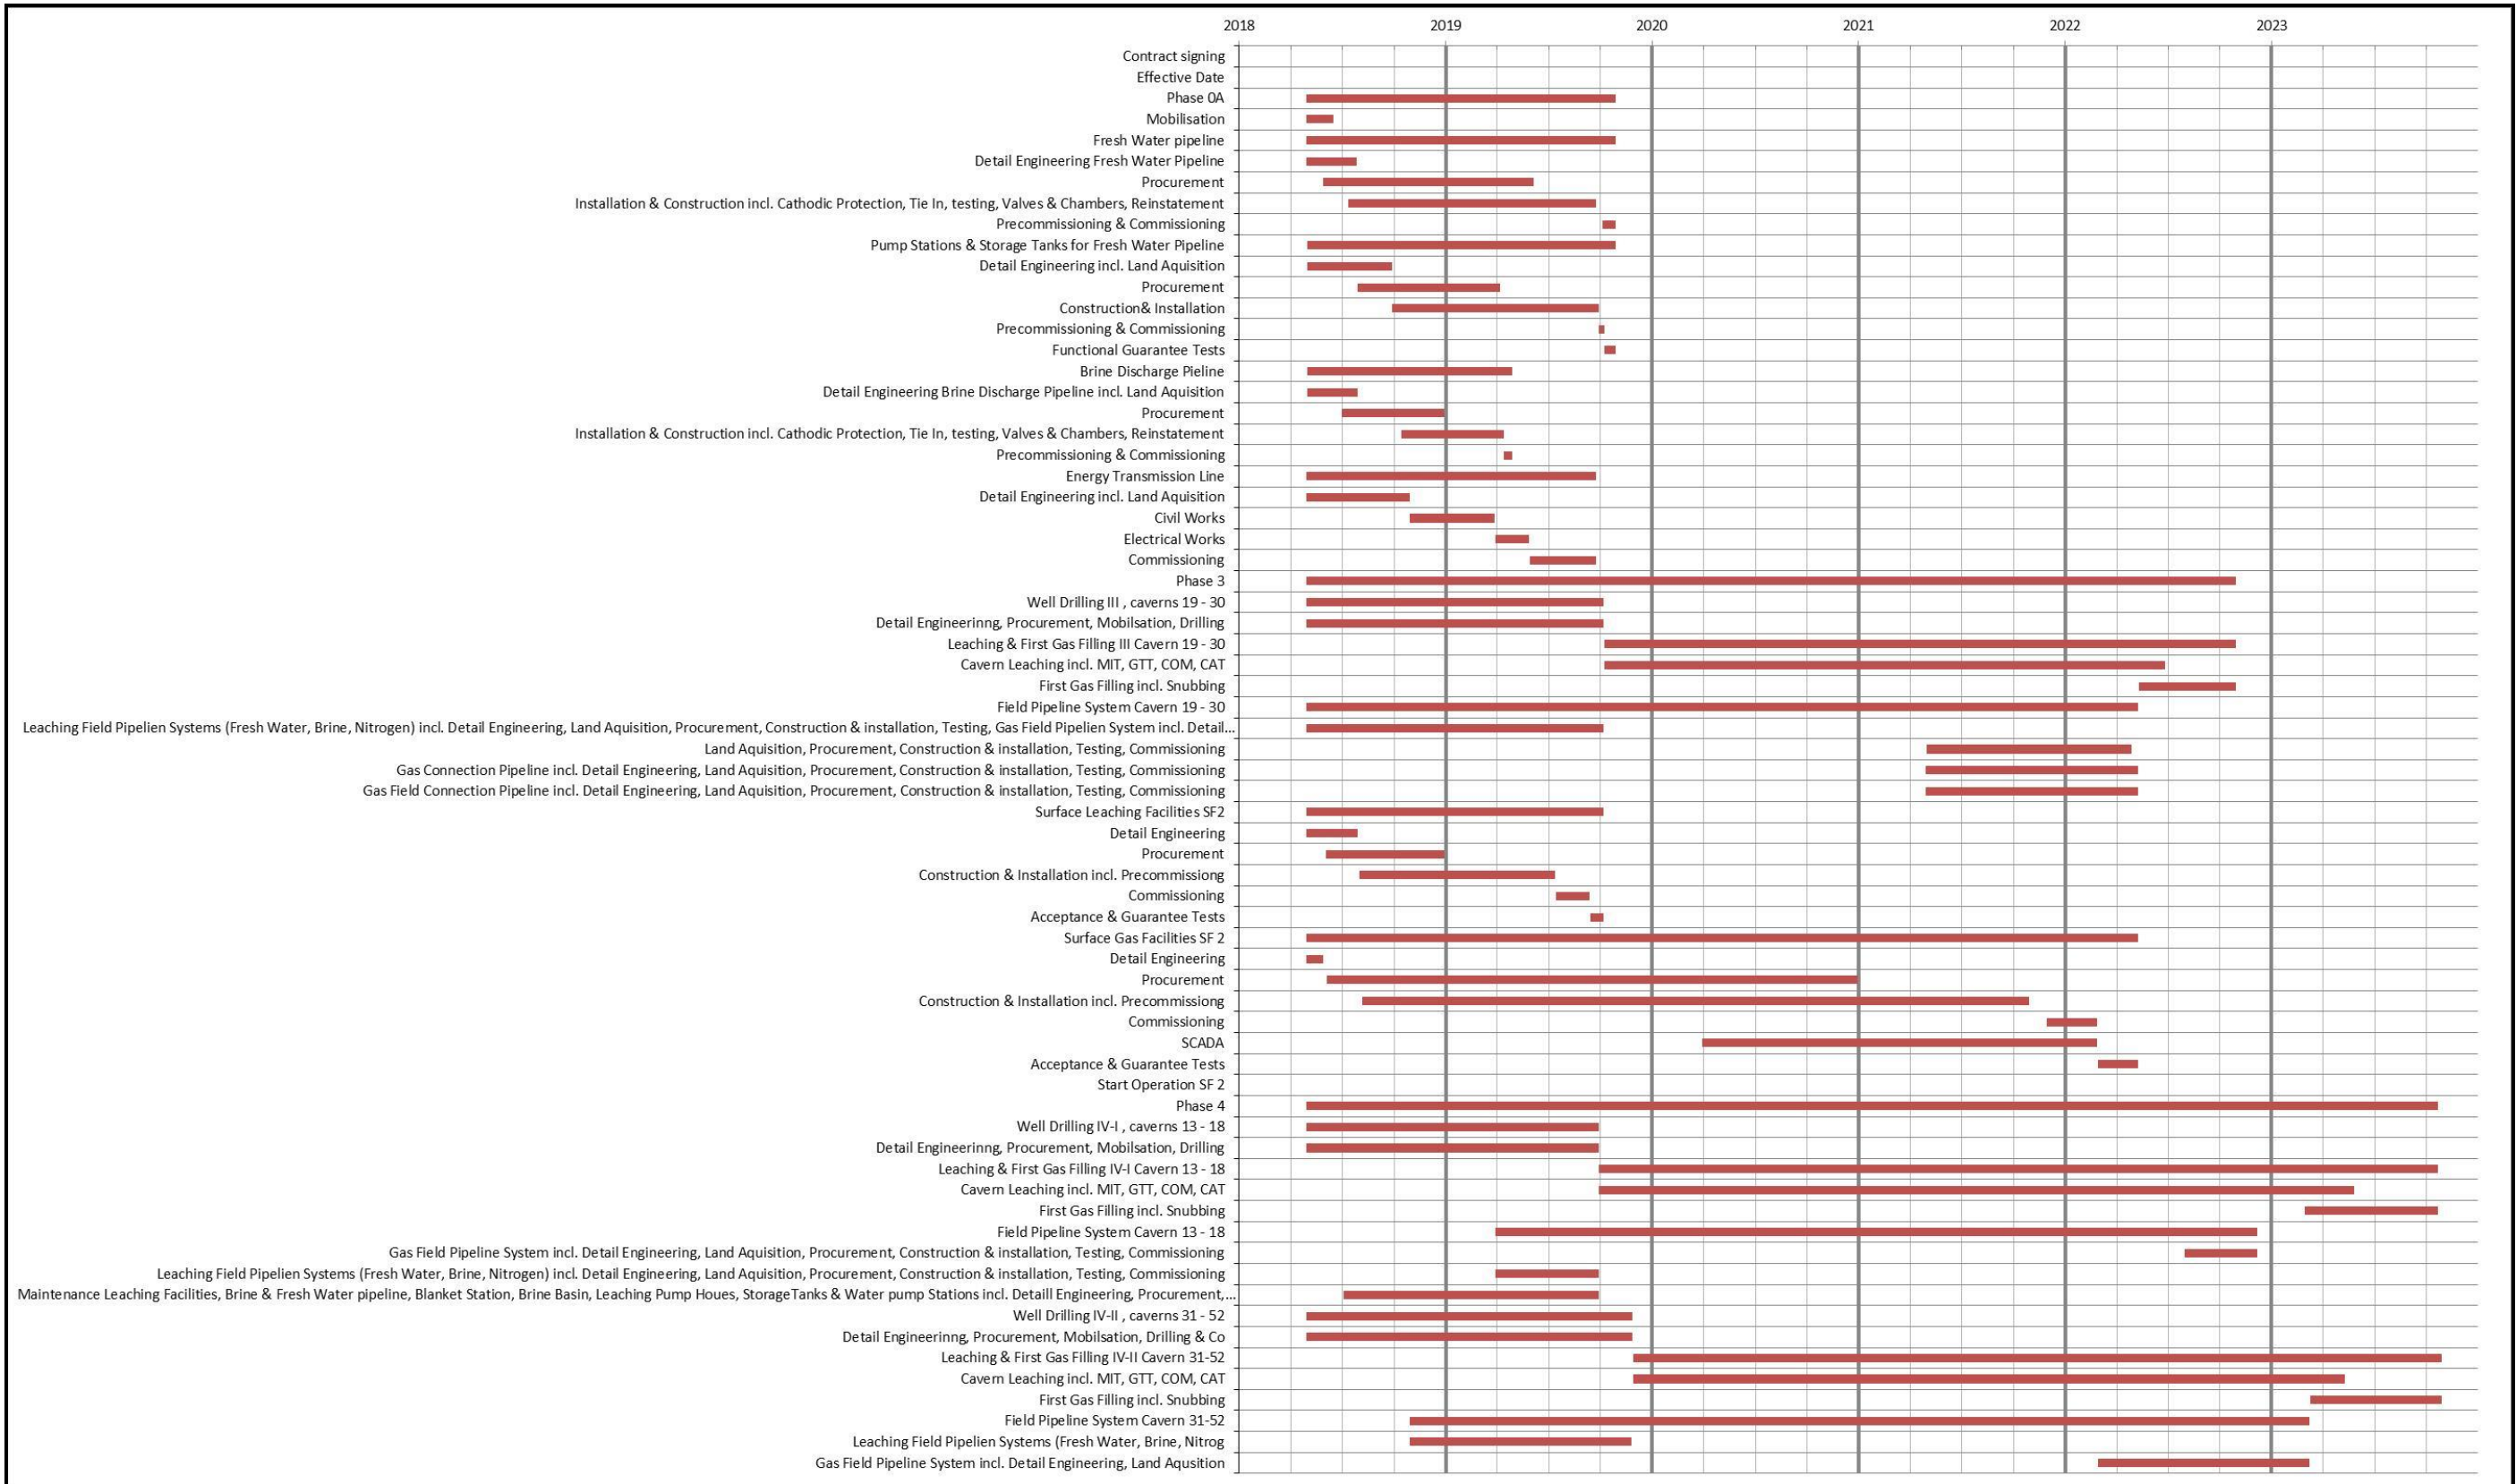 2018 2019 2020 2021 2022 2023
Contract signing
Effective Date
Phase 0A
Mobilisation
Fresh Water pipeline
Detail Engineering Fresh Water Pipeline
Procurement
Installation & Construction incl. Cathodic Protection, Tie In, testing, Valves & Chambers, Reinstatement
Precommissioning & Commissioning
Pump Stations & Storage Tanks for Fresh Water Pipeline
Detail Engineering incl. Land Aquisition
Procurement
Construction& Installation
Precommissioning & Commissioning
Functional Guarantee Tests
Brine Discharge Pieline
Detail Engineering Brine Discharge Pipeline incl. Land Aquisition
Procurement
Installation & Construction incl. Cathodic Protection, Tie In, testing, Valves & Chambers, Reinstatement
Precommissioning & Commissioning
Energy Transmission Line
Detail Engineering incl. Land Aquisition
Civil Works
Electrical Works
Commissioning
Phase 3
Well Drilling III , caverns 19 - 30
Detail Engineerinng, Procurement, Mobilsation, Drilling
Leaching & First Gas Filling III Cavern 19 - 30
Cavern Leaching incl. MIT, GTT, COM, CAT
First Gas Filling incl. Snubbing
Field Pipeline System Cavern 19 - 30
Leaching Field Pipelien Systems (Fresh Water, Brine, Nitrogen) incl. Detail Engineering, Land Aquisition, Procurement, Construction & installation, Testing, Gas Field Pipelien System incl. Detail...
Land Aquisition, Procurement, Construction & installation, Testing, Commissioning
Gas Connection Pipeline incl. Detail Engineering, Land Aquisition, Procurement, Construction & installation, Testing, Commissioning
Gas Field Connection Pipeline incl. Detail Engineering, Land Aquisition, Procurement, Construction & installation, Testing, Commissioning
Surface Leaching Facilities SF2
Detail Engineering
Procurement
Construction & Installation incl. Precommissiong
Commissioning
Acceptance & Guarantee Tests
Surface Gas Facilities SF 2
Detail Engineering
Procurement
Construction & Installation incl. Precommissiong
Commissioning
SCADA
Acceptance & Guarantee Tests
Start Operation SF 2
Phase 4
Well Drilling IV-I , caverns 13 - 18
Detail Engineerinng, Procurement, Mobilsation, Drilling
Leaching & First Gas Filling IV-I Cavern 13 - 18
Cavern Leaching incl. MIT, GTT, COM, CAT
First Gas Filling incl. Snubbing
Field Pipeline System Cavern 13 - 18
Gas Field Pipeline System incl. Detail Engineering, Land Aquisition, Procurement, Construction & installation, Testing, Commissioning
Leaching Field Pipelien Systems (Fresh Water, Brine, Nitrogen) incl. Detail Engineering, Land Aquisition, Procurement, Construction & installation, Testing, Commissioning
Maintenance Leaching Facilities, Brine & Fresh Water pipeline, Blanket Station, Brine Basin, Leaching Pump Houes, StorageTanks & Water pump Stations incl. Detaill Engineering, Procurement,...
Well Drilling IV-II , caverns 31 - 52
Detail Engineerinng, Procurement, Mobilsation, Drilling & Co
Leaching & First Gas Filling IV-II Cavern 31-52
Cavern Leaching incl. MIT, GTT, COM, CAT
First Gas Filling incl. Snubbing
Field Pipeline System Cavern 31-52
Leaching Field Pipelien Systems (Fresh Water, Brine, Nitrog
Gas Field Pipeline System incl. Detail Engineering, Land Aqusition